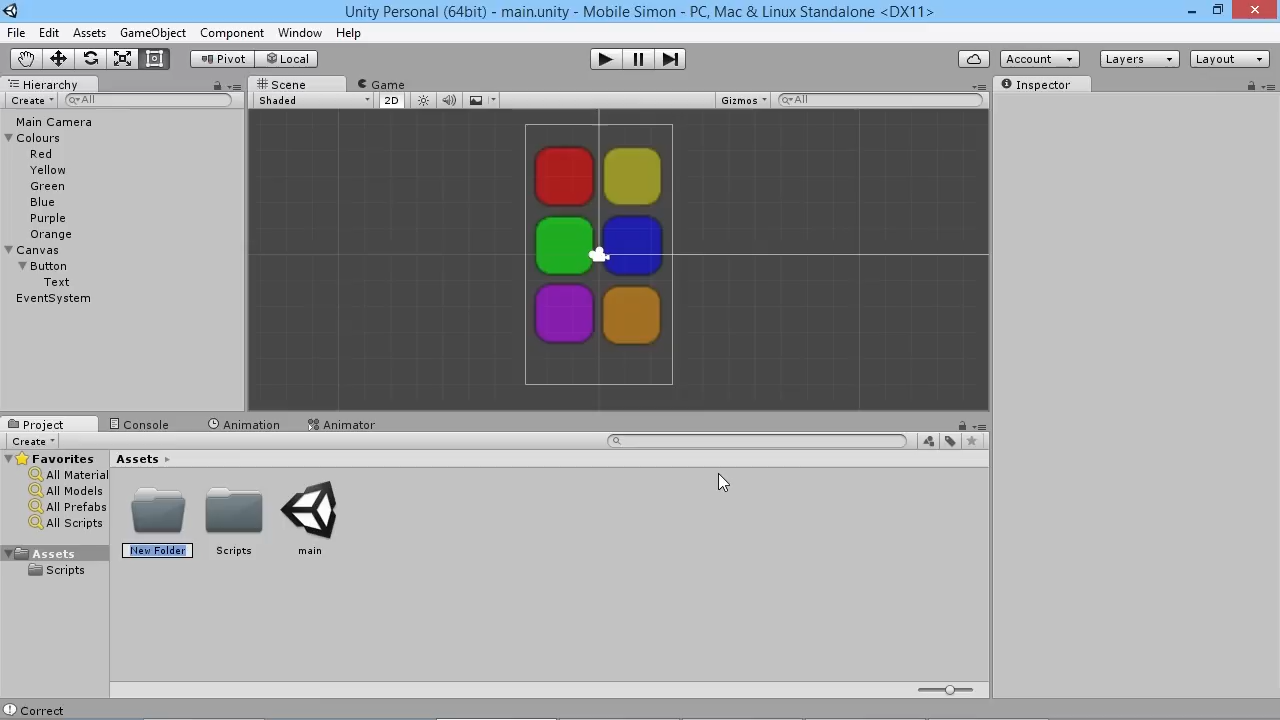 Unity Personal (64bit) - main.unity - Mobile Simon - PC, Mac & Linux Standalone <DX11>
File Edit Assets GameObject Component Window Help
Pivot Local Account Layers Layout
Hierarchy Scene Game Inspector
Create All Shaded 2D Gizmos All
Main Camera
Colours
Red
Yellow
Green
Blue
Purple
Orange
Canvas
Button
Text
EventSystem
Project Console Animation Animator
Create
Favorites Assets
All Material
All Models
All Prefabs
All Scripts
Assets
Scripts
New Folder Scripts main
Correct